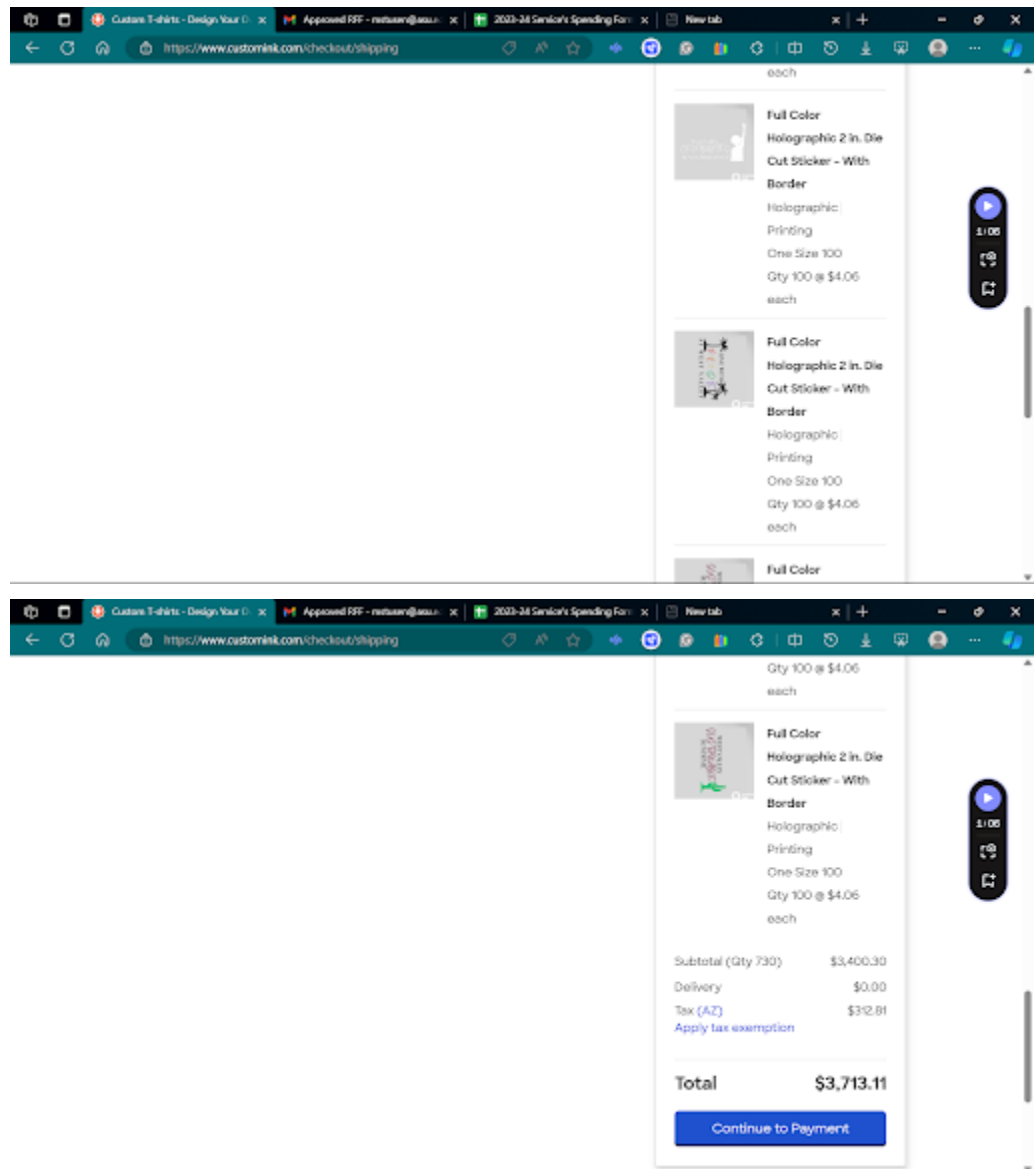 Custom T-shirts - Design Your O
Approved RFF - 
2023-24 Senior's Spending For
New tab
https://www.customink.com/checkout/shipping
each
Full Color
Holographic 2 in. Die
Cut Sticker - With
Border
Holographic
Printing
One Size 100
Qty 100 @ $4.06
each
1:06
Full Color
Holographic 2 in. Die
Cut Sticker - With
Border
Holographic
Printing
One Size 100
Qty 100 @ $4.06
each
Full Color
Custom T-shirts - Design Your O
Approved RFF - 
2023-24 Senior's Spending For
New tab
https://www.customink.com/checkout/shipping
Qty 100 @ $4.06
each
Full Color
Holographic 2 in. Die
Cut Sticker - With
Border
Holographic
Printing
One Size 100
Qty 100 @ $4.06
each
1:06
Subtotal (Qty 730) $3,400.30
Delivery $0.00
Tax (AZ) $312.81
Apply tax exemption
Total $3,713.11
Continue to Payment